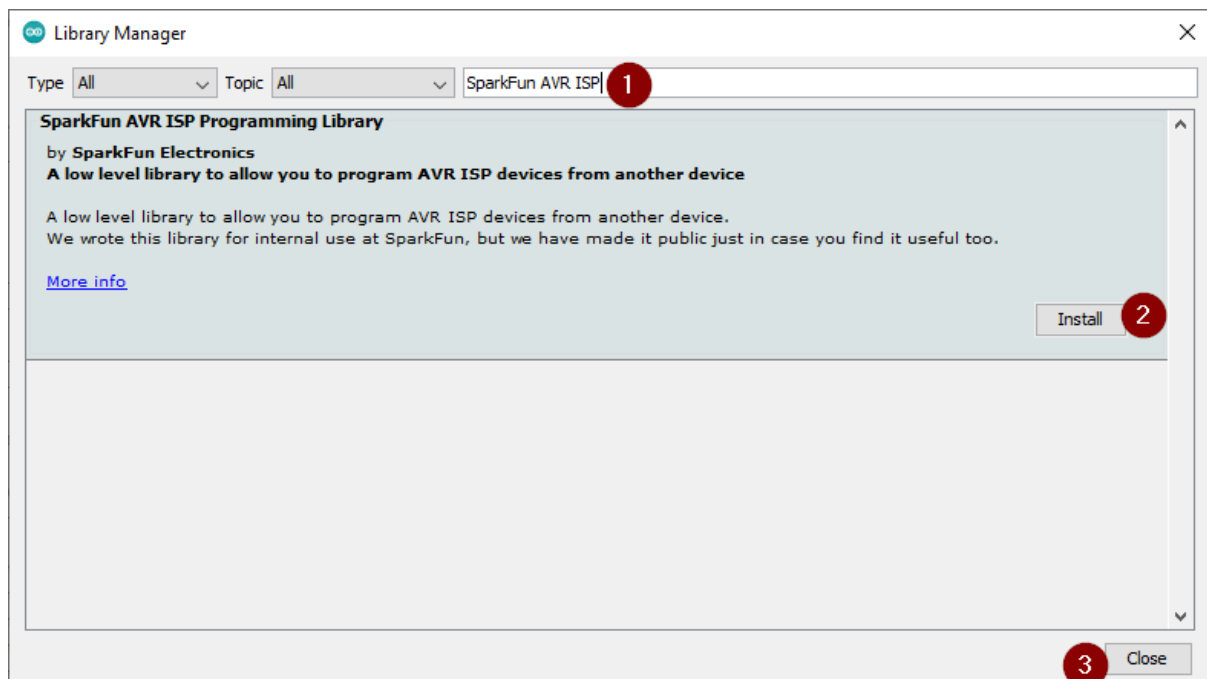 Library Manager
Type All Topic All SparkFun AVR ISP 1
SparkFun AVR ISP Programming Library
by SparkFun Electronics
A low level library to allow you to program AVR ISP devices from another device
A low level library to allow you to program AVR ISP devices from another device.
We wrote this library for internal use at SparkFun, but we have made it public just in case you find it useful too.
More info
Install 2
3 Close